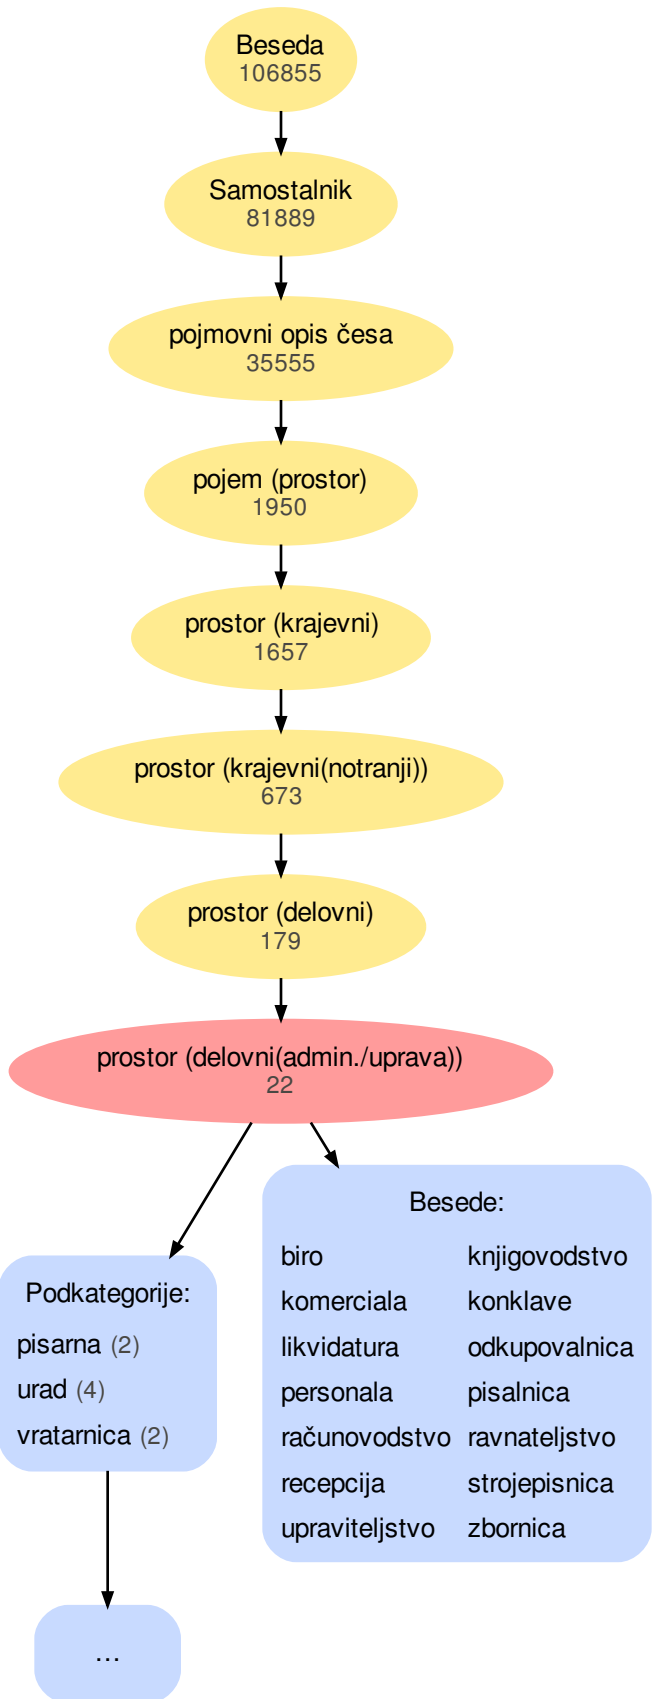 Beseda
106855
Samostalnik
81889
pojmovni opis česa
35555
pojem (prostor)
1950
prostor (krajevni)
1657
prostor (krajevni(notranji))
673
prostor (delovni)
179
prostor (delovni(admin./uprava))
22
Podkategorije:
pisarna (2)
urad (4)
vratarnica (2)
...
Besede:
biro knjigovodstvo
komerciala konklave
likvidatura odkupovalnica
personala pisalnica
računovodstvo ravnateljstvo
recepcija strojepisnica
upraviteljstvo zbornica